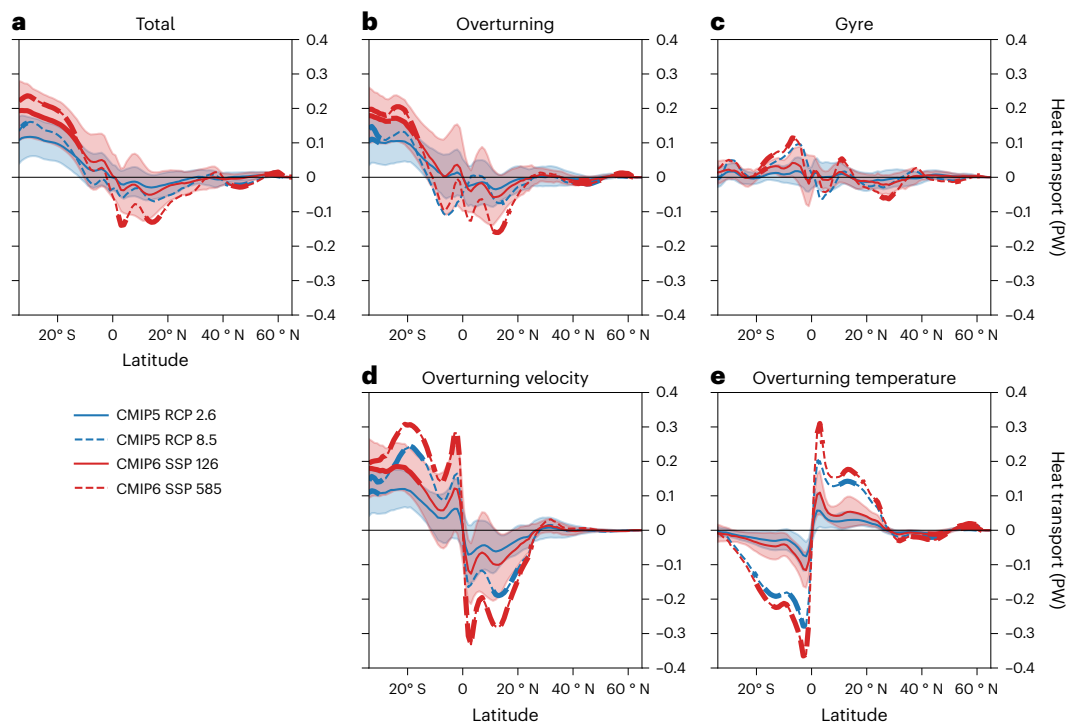 a Total
b Overturning
c Gyre
0.4
0.3
0.2
0.1
0
–0.1
–0.2
–0.3
–0.4
20° S 0 20° N 40° N 60° N
Latitude
0.4
0.3
0.2
0.1
0
–0.1
–0.2
–0.3
–0.4
20° S 0 20° N 40° N 60° N
0.4
0.3
0.2
0.1
0
–0.1
–0.2
–0.3
–0.4
20° S 0 20° N 40° N 60° N
Heat transport (PW)
CMIP5 RCP 2.6
CMIP5 RCP 8.5
CMIP6 SSP 126
CMIP6 SSP 585
d Overturning velocity
e Overturning temperature
0.4
0.3
0.2
0.1
0
–0.1
–0.2
–0.3
–0.4
20° S 0 20° N 40° N 60° N
Latitude
0.4
0.3
0.2
0.1
0
–0.1
–0.2
–0.3
–0.4
20° S 0 20° N 40° N 60° N
Latitude
Heat transport (PW)